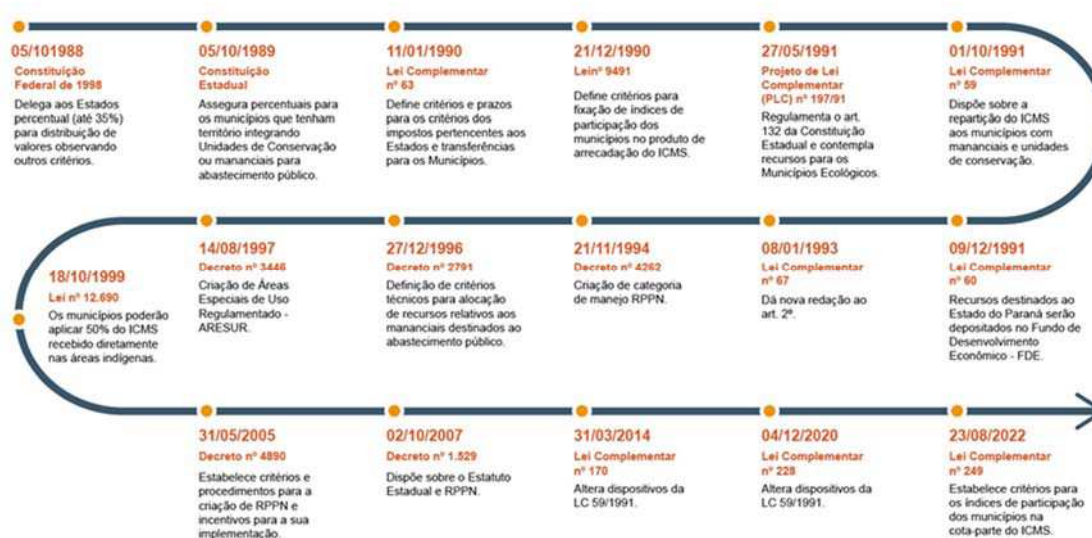 05/101988
Constituição
Federal de 1998
Delega aos Estados
percentual (até 35%)
para distribuição de
valores observando
outros critérios.
05/10/1989
Constituição
Estadual
Assegura percentuais para
os municípios que tenham
território integrando
Unidades de Conservação
ou mananciais para
abastecimento público.
11/01/1990
Lei Complementar
nº 63
Define critérios e prazos
para os critérios dos
impostos pertencentes aos
Estados e transferências
para os Municípios.
21/12/1990
Leinº 9491
Define critérios para
fixação de índices de
participação dos
municípios no produto de
arrecadação do ICMS.
27/05/1991
Projeto de Lei
Complementar
(PLC) nº 197/91
Regulamenta o art.
132 da Constituição
Estadual e contempla
recursos para os
Municípios Ecológicos.
01/10/1991
Lei Complementar
nº 59
Dispõe sobre a
repartição do ICMS
aos municípios com
mananciais e unidades
de conservação.
09/12/1991
Lei Complementar
nº 60
Recursos destinados ao
Estado do Paraná serão
depositados no Fundo de
Desenvolvimento
Econômico - FDE.
08/01/1993
Lei Complementar
nº 67
Dá nova redação ao
art. 2º.
21/11/1994
Decreto nº 4262
Criação de categoria
de manejo RPPN.
27/12/1996
Decreto nº 2791
Definição de critérios
técnicos para alocação
de recursos relativos aos
mananciais destinados ao
abastecimento público.
14/08/1997
Decreto nº 3446
Criação de Áreas
Especiais de Uso
Regulamentado -
ARESUR.
18/10/1999
Lei nº 12.690
Os municípios poderão
aplicar 50% do ICMS
recebido diretamente
nas áreas indígenas.
31/05/2005
Decreto nº 4890
Estabelece critérios e
procedimentos para a
criação de RPPN e
incentivos para a sua
implementação.
02/10/2007
Decreto nº 1.529
Dispõe sobre o Estatuto
Estadual e RPPN.
31/03/2014
Lei Complementar
nº 170
Altera dispositivos da
LC 59/1991.
04/12/2020
Lei Complementar
nº 228
Altera dispositivos da
LC 59/1991.
23/08/2022
Lei Complementar
nº 249
Estabelece critérios para
os índices de participação
dos municípios na
cota-parte do ICMS.